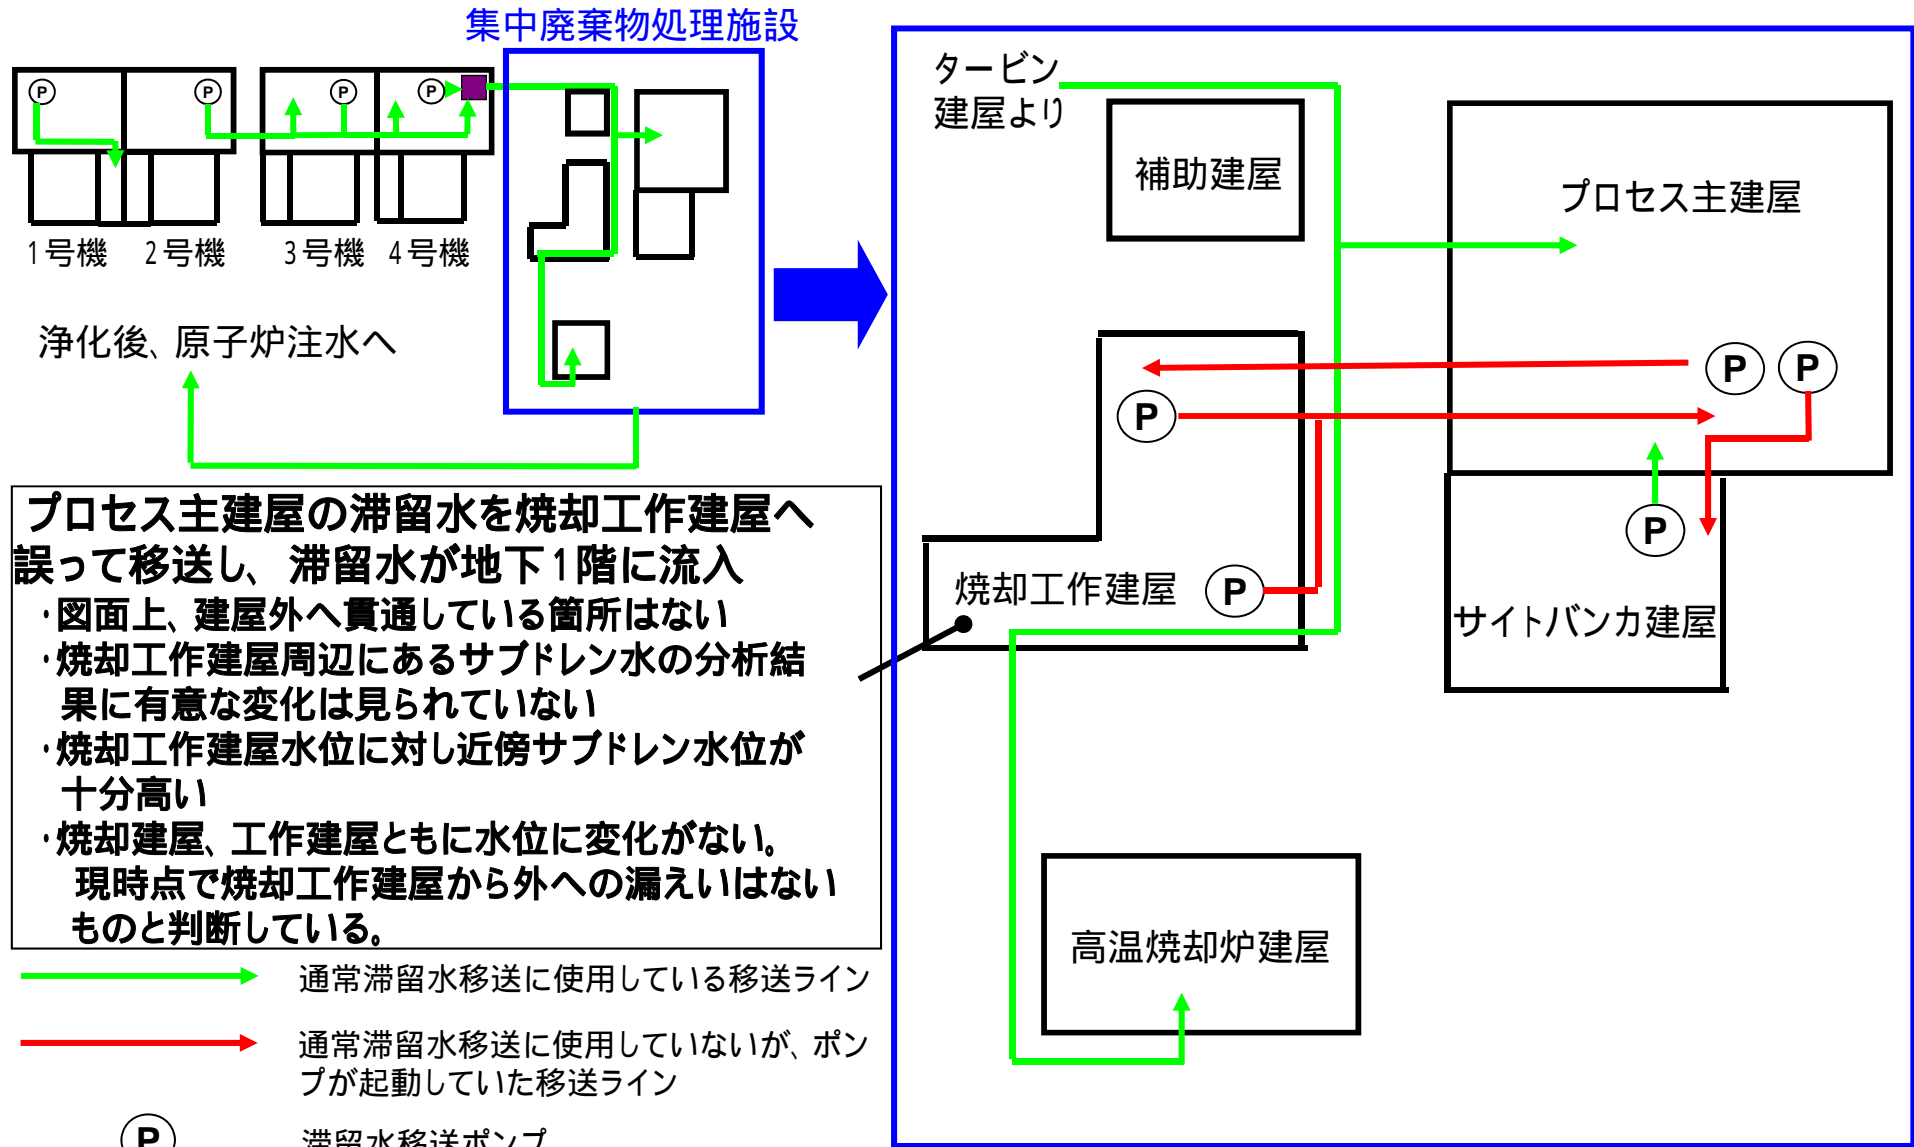 集中廃棄物処理施設
P
P
P
P
1号機
2号機
3号機
4号機
浄化後、原子炉注水へ
プロセス主建屋の滞留水を焼却工作建屋へ
誤って移送し、滞留水が地下1階に流入
・図面上、建屋外へ貫通している箇所はない
・焼却工作建屋周辺にあるサブドレン水の分析結
果に有意な変化は見られていない
・焼却工作建屋水位に対し近傍サブドレン水位が
十分高い
・焼却建屋、工作建屋ともに水位に変化がない。
現時点で焼却工作建屋から外への漏えいはない
ものと判断している。
通常滞留水移送に使用している移送ライン
通常滞留水移送に使用していないが、ポン
プが起動していた移送ライン
P
滞留水移送ポンプ
タービン
建屋より
補助建屋
プロセス主建屋
P
P
P
P
P
焼却工作建屋
サイトバンカ建屋
高温焼却炉建屋